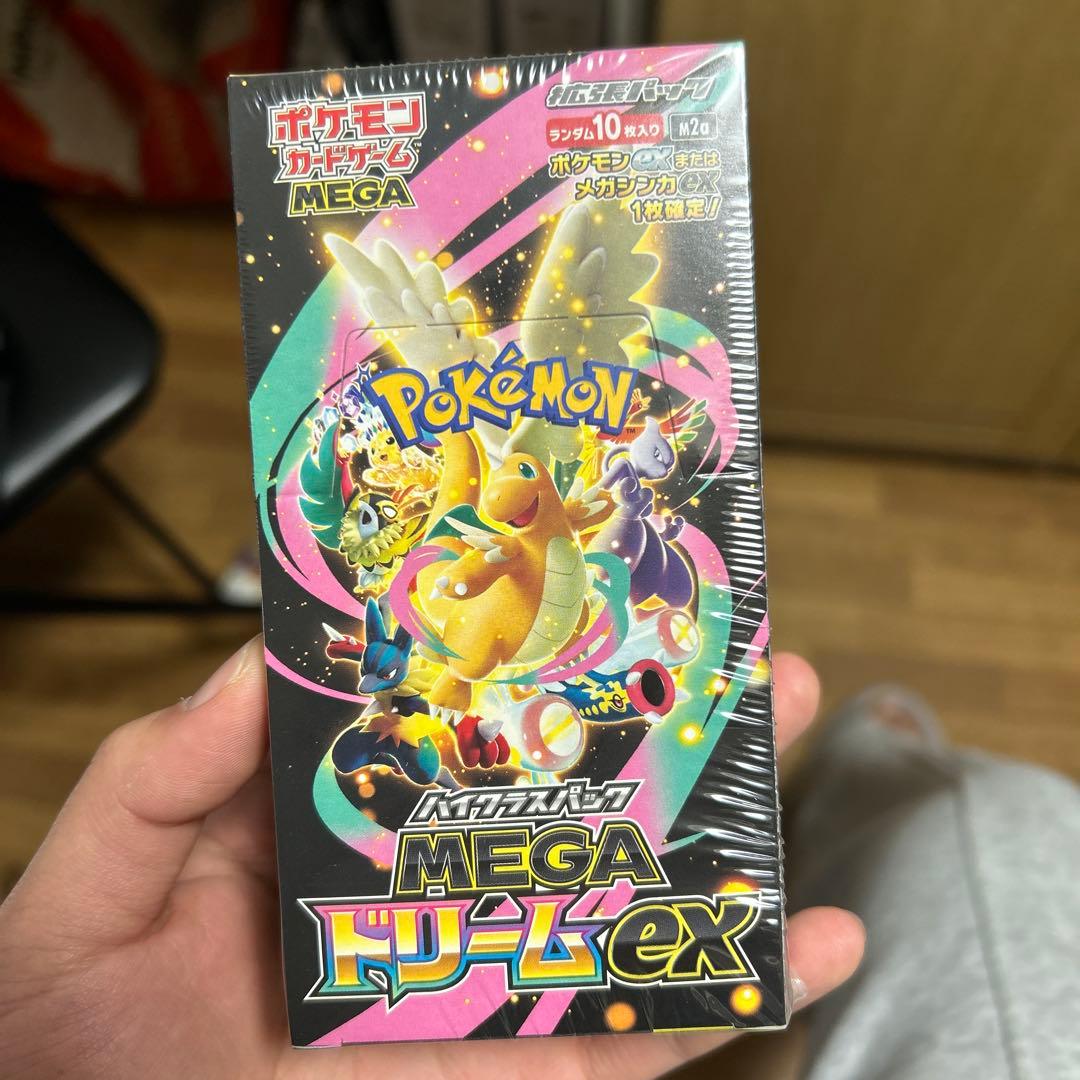 ポケモン
カードゲーム™
MEGA
拡張パック
ランダム10枚入り
M2a
ポケモンexまたは
メガシンカex
1枚確定!
POKéMON™
ハイクラスパック
MEGA
ドリームex